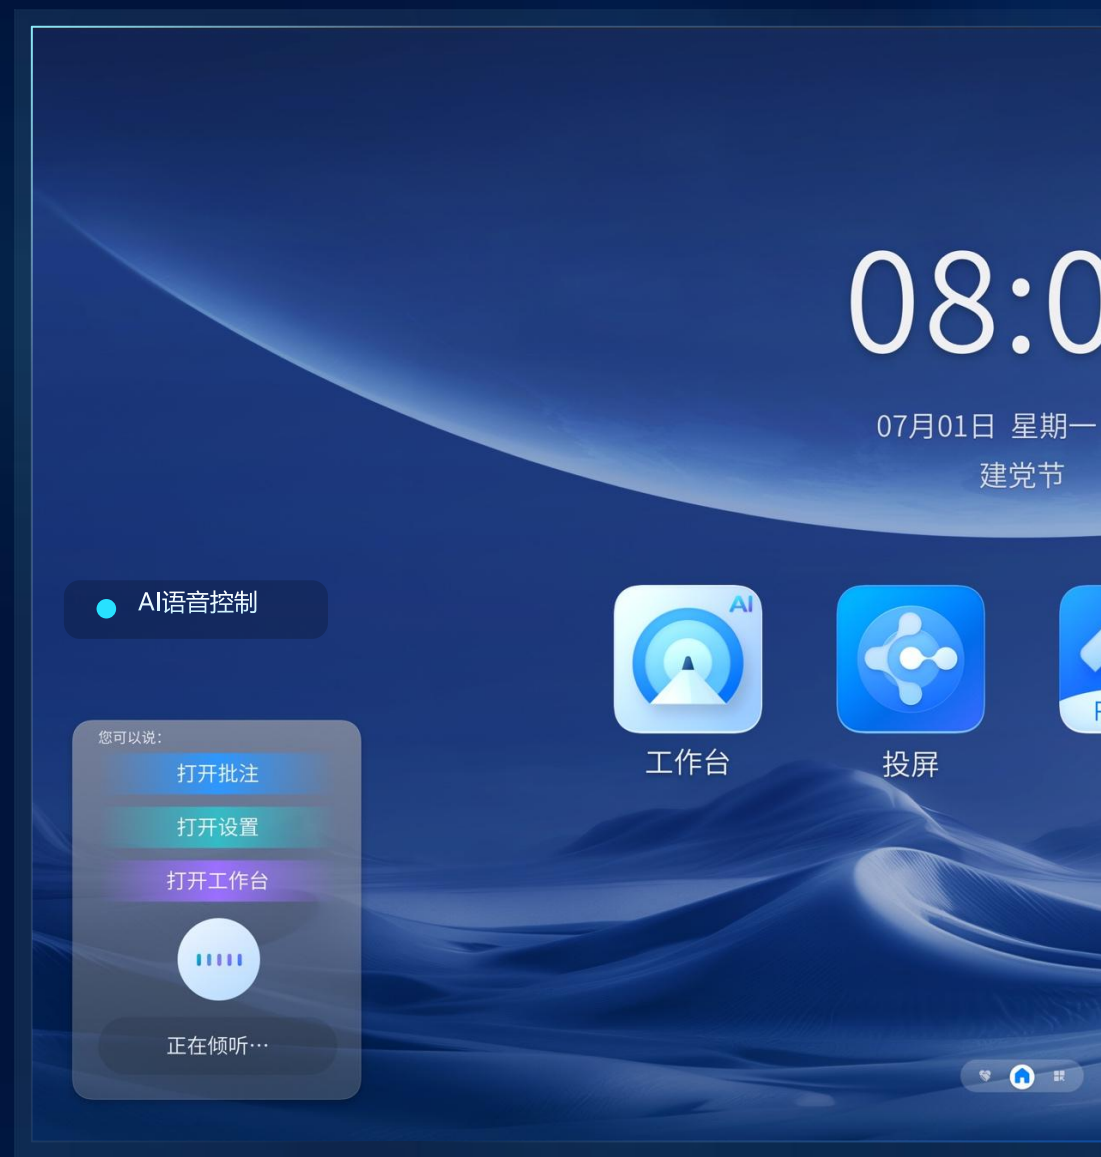 08:0
07月01日 星期一
建党节
AI语音控制
AI
工作台
投屏
您可以说：
打开批注
打开设置
打开工作台
正在倾听…